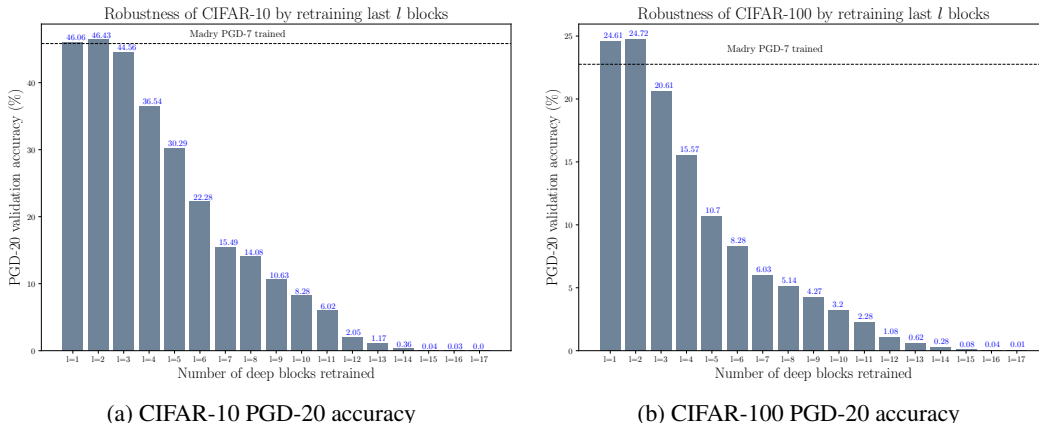 Robustness of CIFAR-10 by retraining last l blocks
Madry PGD-7 trained
46.06 46.43 44.56 36.54 30.29 22.28 15.49 14.08 10.63 8.28 6.02 2.05 1.17 0.36 0.04 0.03 0.0
PGD-20 validation accuracy (%)
40
30
20
10
0
l=1 l=2 l=3 l=4 l=5 l=6 l=7 l=8 l=9 l=10 l=11 l=12 l=13 l=14 l=15 l=16 l=17
Number of deep blocks retrained
(a) CIFAR-10 PGD-20 accuracy
Robustness of CIFAR-100 by retraining last l blocks
Madry PGD-7 trained
24.61 24.72 20.61 15.57 10.7 8.28 6.03 5.14 4.27 3.2 2.28 1.08 0.62 0.28 0.08 0.04 0.01
PGD-20 validation accuracy (%)
25
20
15
10
5
0
l=1 l=2 l=3 l=4 l=5 l=6 l=7 l=8 l=9 l=10 l=11 l=12 l=13 l=14 l=15 l=16 l=17
Number of deep blocks retrained
(b) CIFAR-100 PGD-20 accuracy